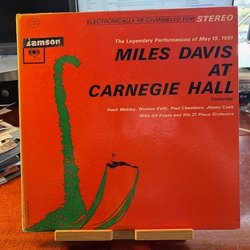 ELECTRONICALLY RE-CHANNELED FOR STEREO
samson
The Legendary Performances of May 19, 1961
MILES DAVIS
AT
CARNEGIE HALL
Featuring:
Hank Mobley, Wynton Kelly, Paul Chambers, Jimmy Cobb
With Gil Evans and His 21 Piece Orchestra